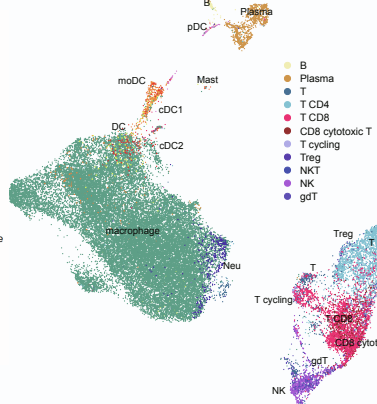 B
Plasma
pDC
moDC
Mast
cDC1
DC
cDC2
macrophage
Neu
B
Plasma
T
T CD4
T CD8
CD8 cytotoxic T
T cycling
Treg
NKT
NK
gdT
e
Treg
T
T
T cycling
T CD8
CD8 cytot
gdT
NK